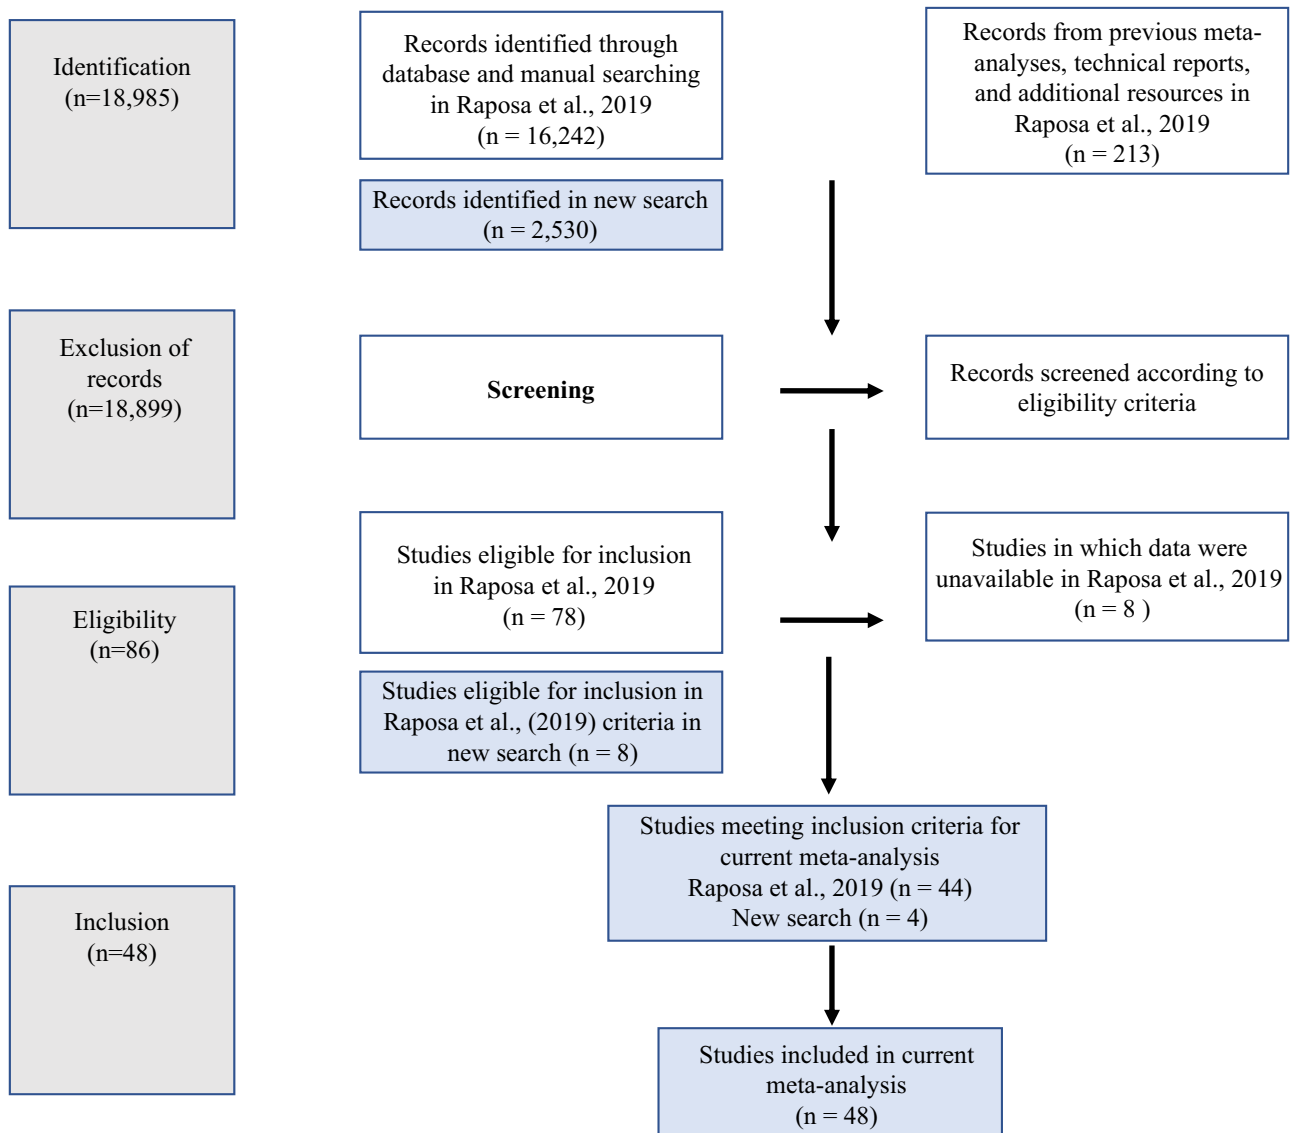 Identification
(n=18,985)
Records identified through
database and manual searching
in Raposa et al., 2019
(n = 16,242)
Records from previous meta-
analyses, technical reports,
and additional resources in
Raposa et al., 2019
(n = 213)
Records identified in new search
(n = 2,530)
Exclusion of
records
(n=18,899)
Screening
Records screened according to
eligibility criteria
Eligibility
(n=86)
Studies eligible for inclusion
in Raposa et al., 2019
(n = 78)
Studies in which data were
unavailable in Raposa et al., 2019
(n = 8 )
Studies eligible for inclusion in
Raposa et al., (2019) criteria in
new search (n = 8)
Studies meeting inclusion criteria for
current meta-analysis
Raposa et al., 2019 (n = 44)
New search (n = 4)
Inclusion
(n=48)
Studies included in current
meta-analysis
(n = 48)